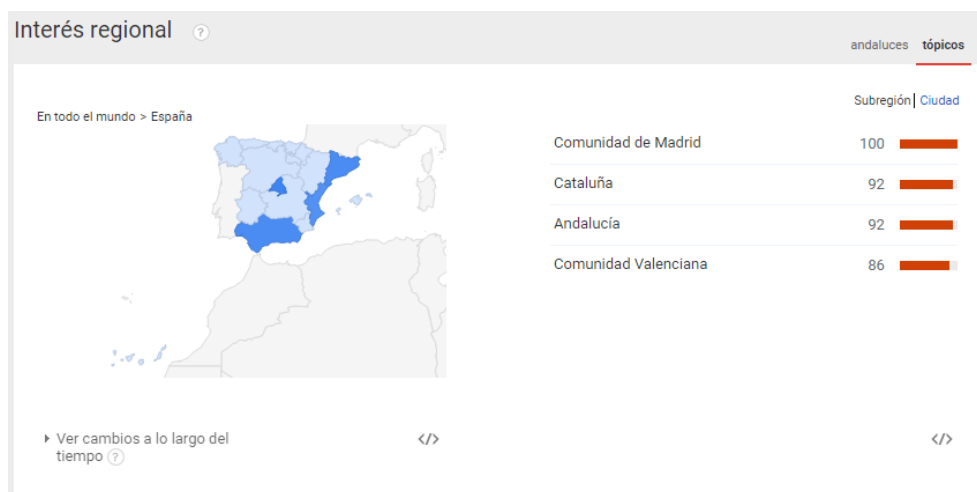 Interés regional ?
andaluces tópicos
Subregión Ciudad
En todo el mundo > España
Comunidad de Madrid 100
Cataluña 92
Andalucía 92
Comunidad Valenciana 86
Ver cambios a lo largo del
tiempo ?
</>
</>